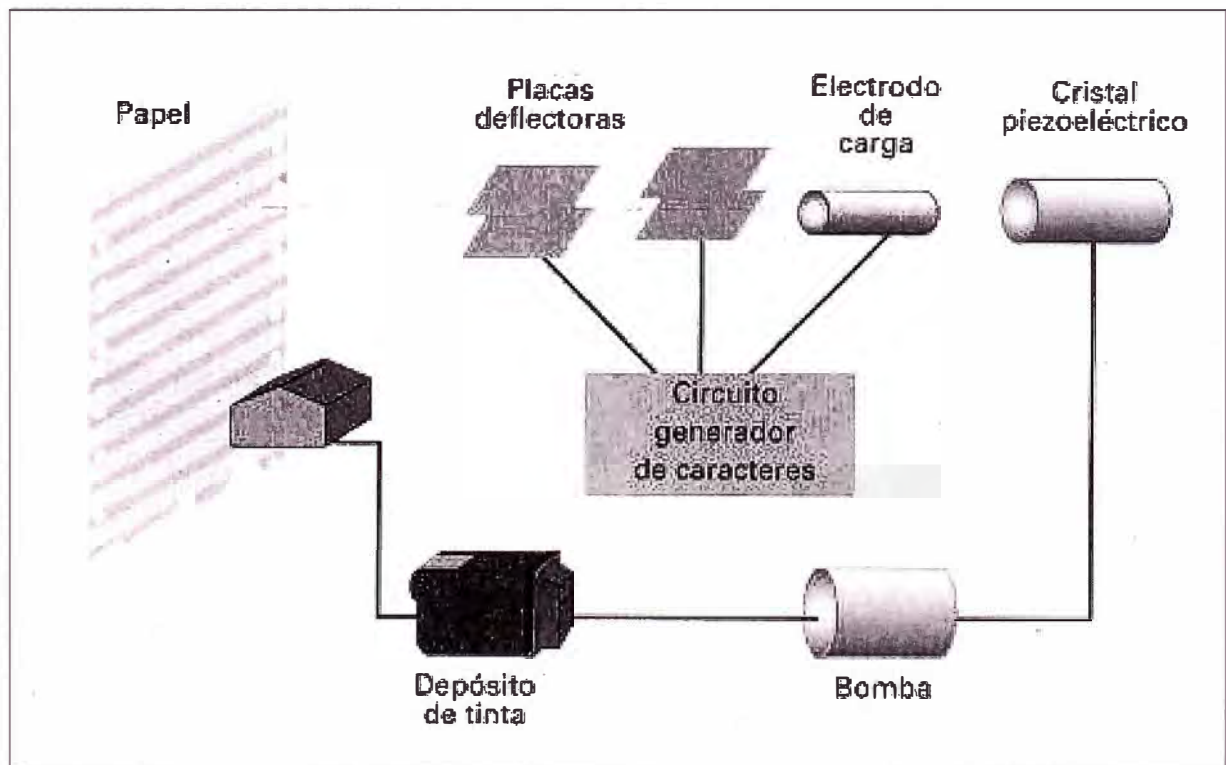 Papel
Placas
deflectoras
Electrodo
de
carga
Cristal
piezoeléctrico
Circuito
generador
de caracteres
Depósito
de tinta
Bomba